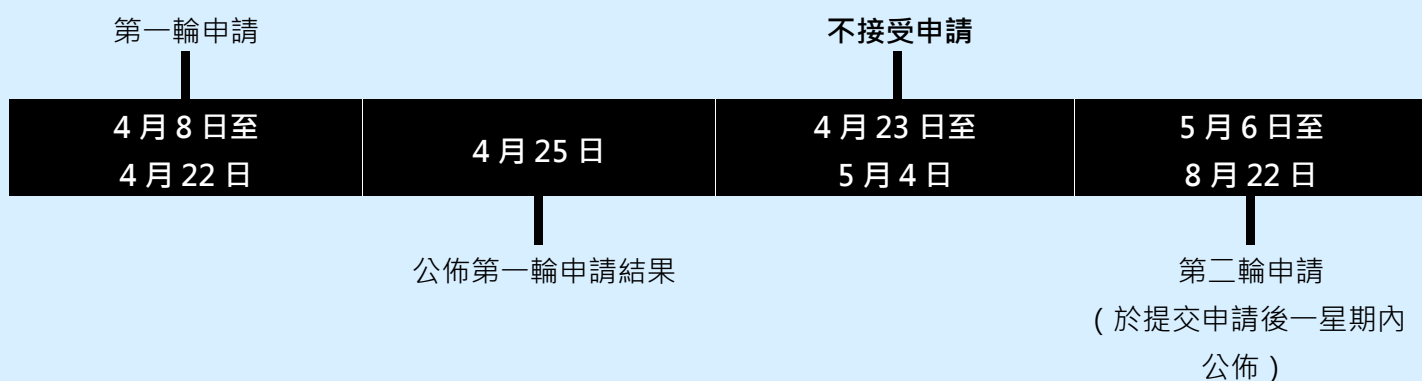 第一輪申請
不接受申請
4 月 8 日至
4 月 22 日
4 月 25 日
4 月 23 日至
5 月 4 日
5 月 6 日至
8 月 22 日
公佈第一輪申請結果
第二輪申請
（於提交申請後一星期內
公佈）